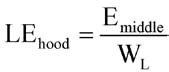 LE_hood = E_middle / W_L